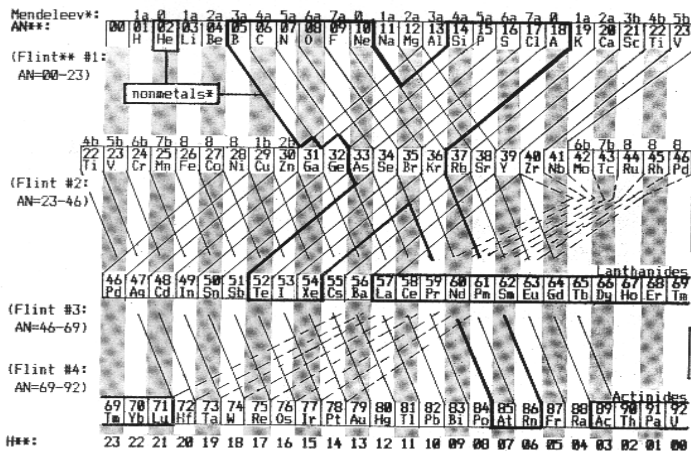 Mendeleev*: 1a 0 1a 2a 3a 4a 5a 6a 7a 0 1a 2a 3a 4a 5a 6a 7a 0 1a 2a 3b 4b 5b
AN**: 00 01 02 03 04 05 06 07 08 09 10 11 12 13 14 15 16 17 18 19 20 21 22 23
H He Li Be B C N O F Ne Na Mg Al Si P S Cl A K Ca Sc Ti V
(Flint** #1:
AN=00-23)
nonmetals*
4b 5b 6b 7b 8 8 8 1b 2b 6b 7b 8 8 8
22 23 24 25 26 27 28 29 30 31 32 33 34 35 36 37 38 39 40 41 42 43 44 45 46
Ti V Cr Mn Fe Co Ni Cu Zn Ga Ge As Se Br Kr Rb Sr Y Zr Nb Mo Tc Ru Rh Pd
(Flint #2:
AN=23-46)
Lanthanides
46 47 48 49 50 51 52 53 54 55 56 57 58 59 60 61 62 63 64 65 66 67 68 69
Pd Ag Cd In Sn Sb Te I Xe Cs Ba La Ce Pr Nd Pm Sm Eu Gd Tb Dy Ho Er Tm
(Flint #3:
AN=46-69)
(Flint #4:
AN=69-92)
Actinides
69 70 71 72 73 74 75 76 77 78 79 80 81 82 83 84 85 86 87 88 89 90 91 92
Tm Yb Lu Hf Ta W Re Os Ir Pt Au Hg Tl Pb Bi Po At Rn Fr Ra Ac Th Pa U
H**: 23 22 21 20 19 18 17 16 15 14 13 12 11 10 09 08 07 06 05 04 03 02 01 00